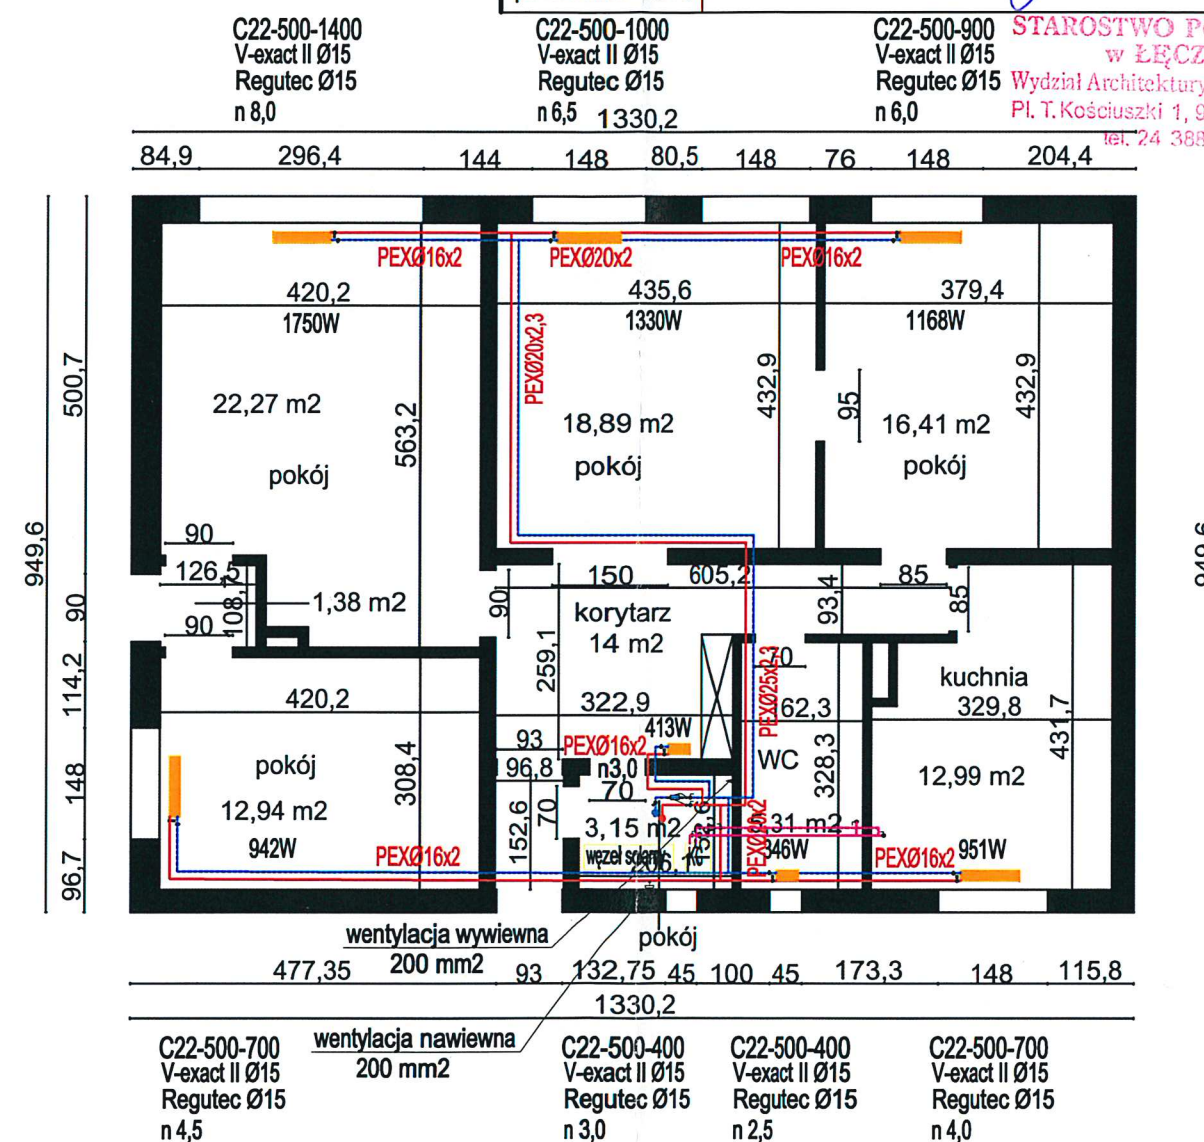 C22-500-1400
V-exact II Ø15
Regutec Ø15
n 8,0
C22-500-1000
V-exact II Ø15
Regutec Ø15
n 6,5
C22-500-900
V-exact II Ø15
Regutec Ø15
n 6,0
STAROSTWO
w ŁĘCZ
Wydział Architektury
Pl. T. Kościuszki 1, 9
tel. 24 388
1330,2
84,9 296,4 144 148 80,5 148 76 148 204,4
PEXØ16x2 PEXØ20x2 PEXØ16x2
420,2 435,6 379,4
1750W 1330W 1168W
PEXØ20x2,3
500,7
563,2
432,9
95
432,9
22,27 m2 18,89 m2 16,41 m2
pokój pokój pokój
949,6
949,6
90
126,5
108,1
1,38 m2
90
90
90
150 605,2
93,4
85
85
korytarz
14 m2
259,1
114,2
70
PEXØ25x2,3
kuchnia
420,2 322,9 62,3 329,8
431,7
413W
93 PEXØ16x2
96,8 n3,0
WC
328,3
pokój
308,4
148
12,94 m2
70
152,6
70
3,15 m2
31 m2
12,99 m2
942W
PEXØ16x2
węzeł
PEXØ20x2
346W
PEXØ16x2
951W
96,7
wentylacja wywiewna
200 mm2
pokój
477,35 93 132,75 45 100 45 173,3 148 115,8
1330,2
wentylacja nawiewna
200 mm2
C22-500-700
V-exact II Ø15
Regutec Ø15
n 4,5
C22-500-400
V-exact II Ø15
Regutec Ø15
n 3,0
C22-500-400
V-exact II Ø15
Regutec Ø15
n 2,5
C22-500-700
V-exact II Ø15
Regutec Ø15
n 4,0